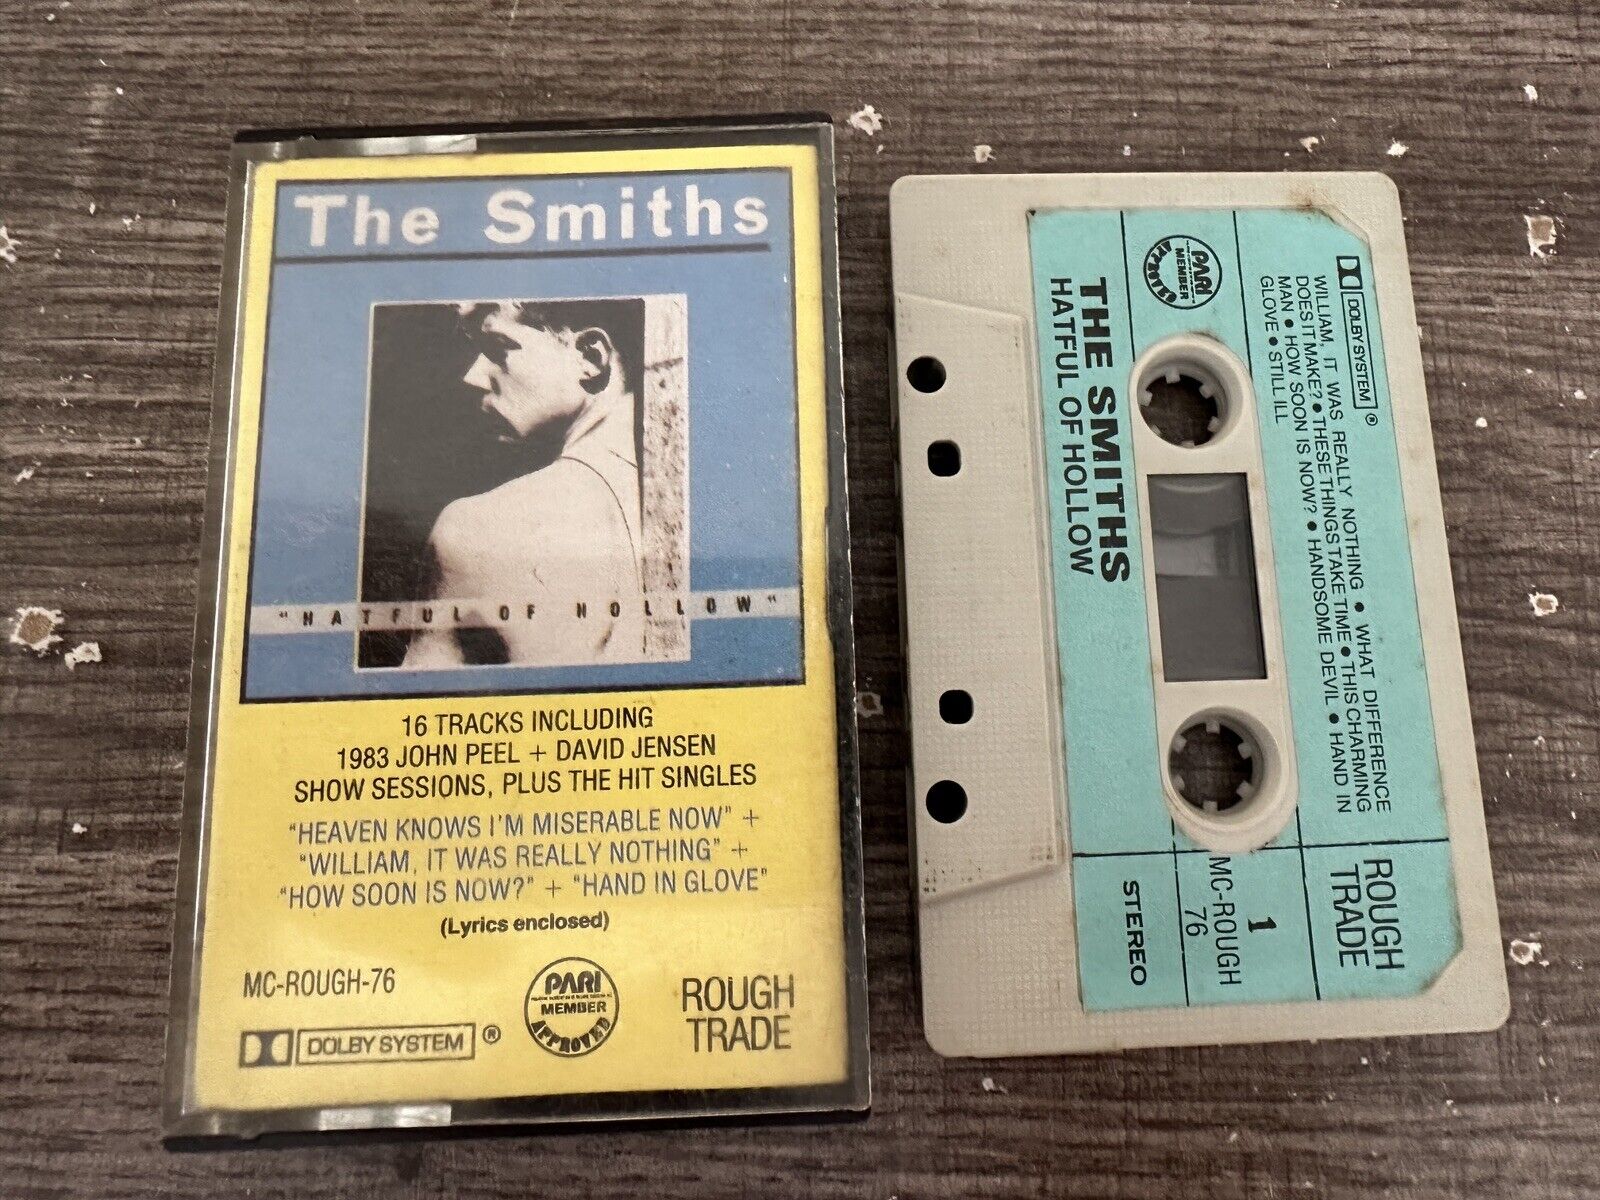 The Smiths
"HATFUL OF HOLLOW"
16 TRACKS INCLUDING
1983 JOHN PEEL + DAVID JENSEN
SHOW SESSIONS, PLUS THE HIT SINGLES
"HEAVEN KNOWS I'M MISERABLE NOW" +
"WILLIAM, IT WAS REALLY NOTHING" +
"HOW SOON IS NOW?" + "HAND IN GLOVE"
(Lyrics enclosed)
MC-ROUGH-76
PARI
MEMBER
APPROVED
ROUGH
TRADE
DOLBY SYSTEM ®
DOLBY SYSTEM ®
WILLIAM, IT WAS REALLY NOTHING • WHAT DIFFERENCE
DOES IT MAKE? • THESE THINGS TAKE TIME • THIS CHARMING
MAN • HOW SOON IS NOW? • HANDSOME DEVIL • HAND IN
GLOVE • STILL ILL
ROUGH
TRADE
PARI
MEMBER
APPROVED
1
MC-ROUGH
76
THE SMITHS
HATFUL OF HOLLOW
STEREO